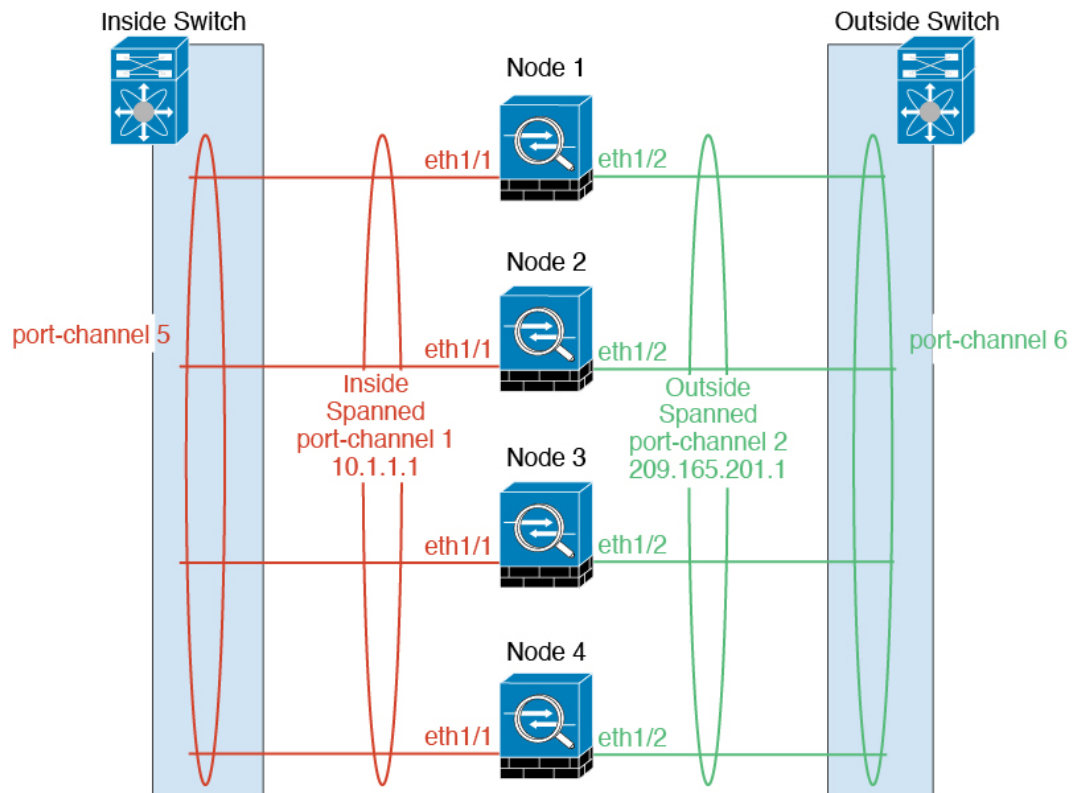 Inside Switch
Outside Switch
Node 1
eth1/1
eth1/2
Node 2
port-channel 5
eth1/1
eth1/2
port-channel 6
Inside
Spanned
port-channel 1
10.1.1.1
Outside
Spanned
port-channel 2
209.165.201.1
Node 3
eth1/1
eth1/2
Node 4
eth1/1
eth1/2